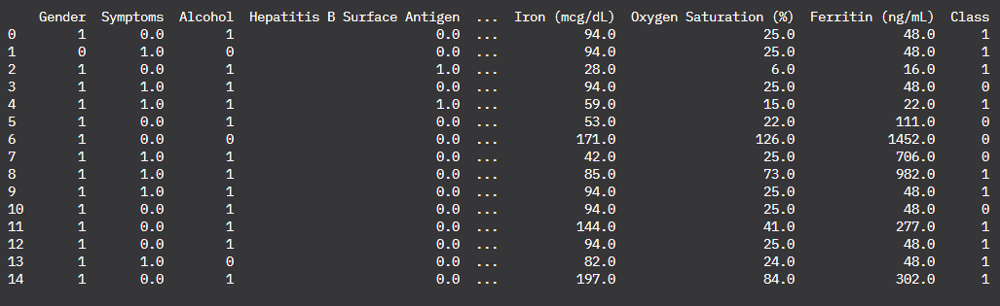 Gender Symptoms Alcohol Hepatitis B Surface Antigen ... Iron (mcg/dL) Oxygen Saturation (%) Ferritin (ng/mL) Class
0 1 0.0 1 0.0 ... 94.0 25.0 48.0 1
1 0 1.0 0 0.0 ... 94.0 25.0 48.0 1
2 1 0.0 1 1.0 ... 28.0 6.0 16.0 1
3 1 1.0 1 0.0 ... 94.0 25.0 48.0 0
4 1 1.0 1 1.0 ... 59.0 15.0 22.0 1
5 1 0.0 1 0.0 ... 53.0 22.0 111.0 0
6 1 0.0 0 0.0 ... 171.0 126.0 1452.0 0
7 1 1.0 1 0.0 ... 42.0 25.0 706.0 0
8 1 1.0 1 0.0 ... 85.0 73.0 982.0 1
9 1 1.0 1 0.0 ... 94.0 25.0 48.0 1
10 1 0.0 1 0.0 ... 94.0 25.0 48.0 0
11 1 0.0 1 0.0 ... 144.0 41.0 277.0 1
12 1 0.0 1 0.0 ... 94.0 25.0 48.0 1
13 1 1.0 0 0.0 ... 82.0 24.0 48.0 1
14 1 0.0 1 0.0 ... 197.0 84.0 302.0 1